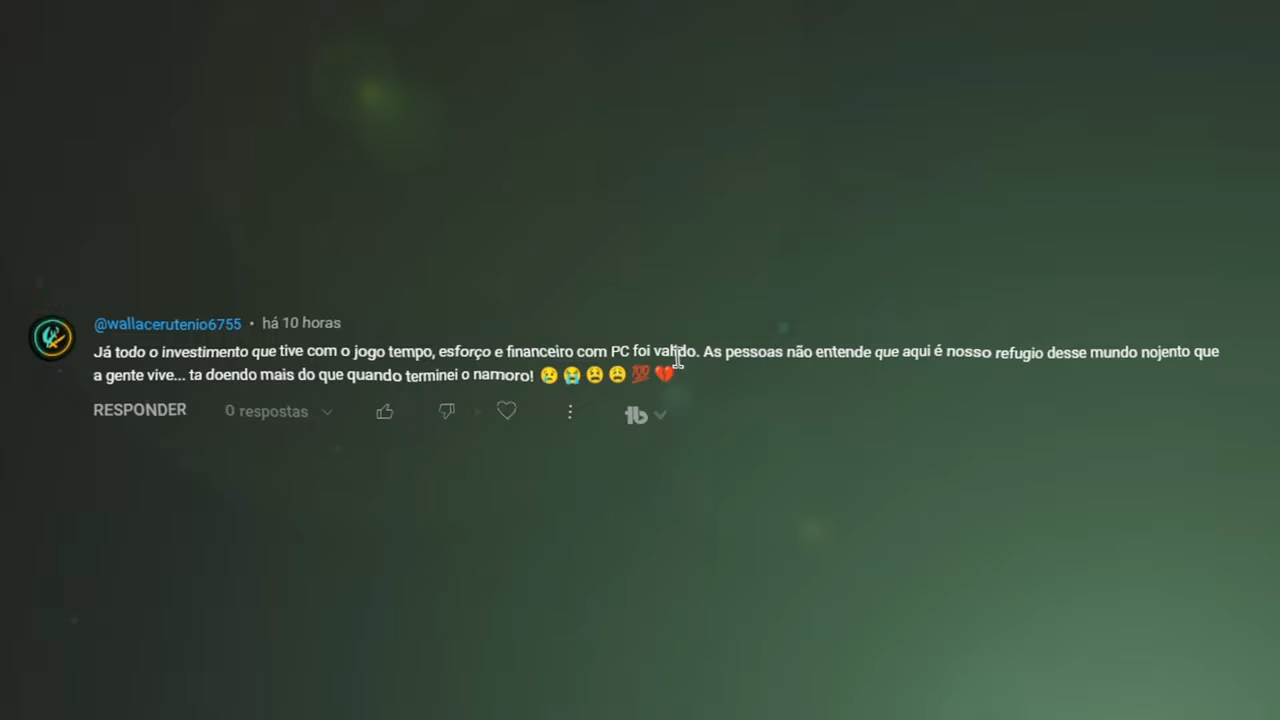 @wallacerutenio6755 • há 10 horas
Já todo o investimento que tive com o jogo tempo, esforço e financeiro com PC foi valido. As pessoas não entende que aqui é nosso refugio desse mundo nojento que
a gente vive... ta doendo mais do que quando terminei o namoro! 😢😭😫😩💯💔
RESPONDER 0 respostas